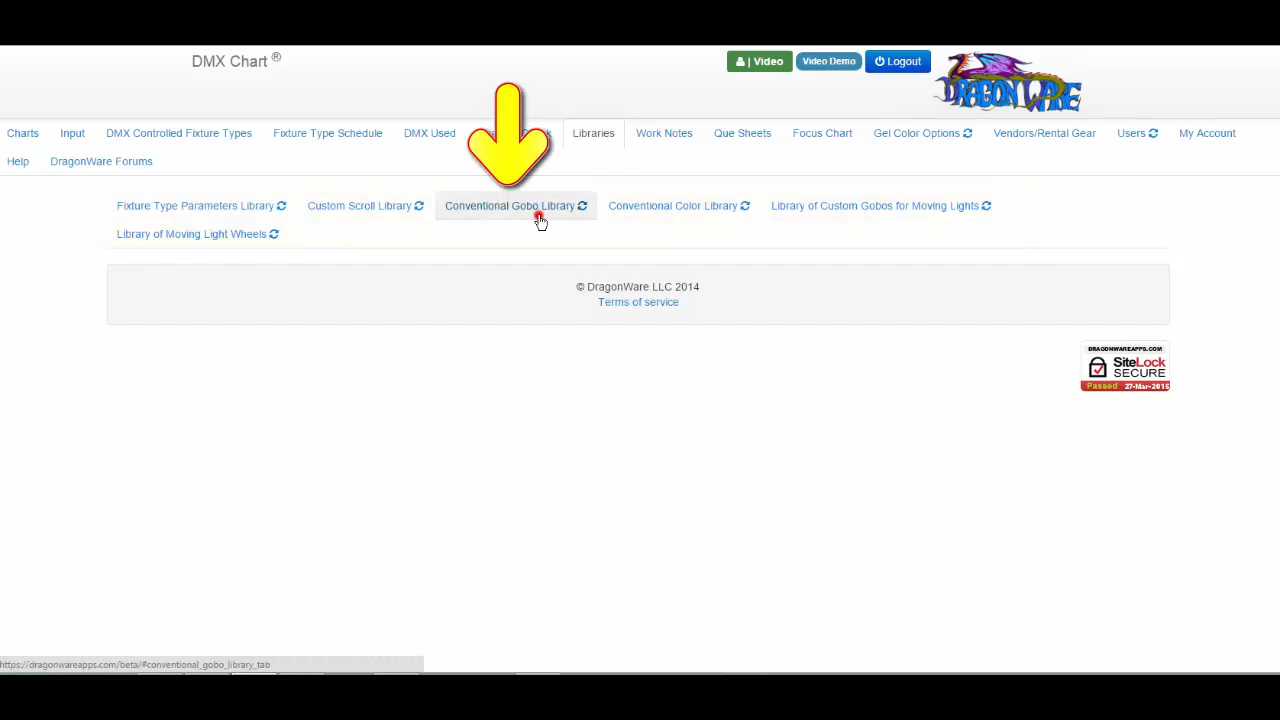 DMX Chart ®
| Video
Video Demo
Logout
DRAGONWARE
Charts Input DMX Controlled Fixture Types Fixture Type Schedule DMX Used Libraries Work Notes Que Sheets Focus Chart Gel Color Options Vendors/Rental Gear Users My Account
Help DragonWare Forums
Fixture Type Parameters Library Custom Scroll Library Conventional Gobo Library Conventional Color Library Library of Custom Gobos for Moving Lights
Library of Moving Light Wheels
© DragonWare LLC 2014
Terms of service
DRAGONWAREAPPS.COM
SiteLock
SECURE
Passed 27-Mar-2015
https://dragonwareapps.com/beta/#conventional_gobo_library_tab